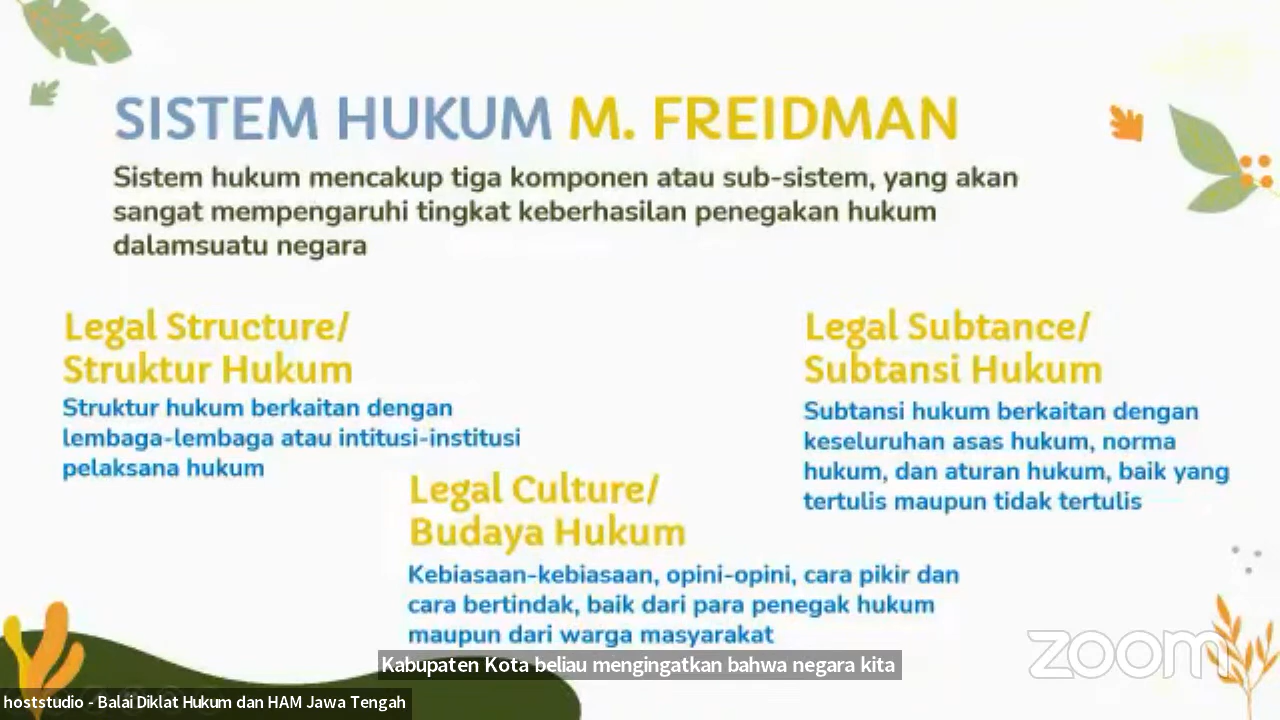 SISTEM HUKUM M. FREIDMAN
Sistem hukum mencakup tiga komponen atau sub-sistem, yang akan
sangat mempengaruhi tingkat keberhasilan penegakan hukum
dalamsuatu negara
Legal Structure/
Struktur Hukum
Struktur hukum berkaitan dengan
lembaga-lembaga atau intitusi-institusi
pelaksana hukum
Legal Subtance/
Subtansi Hukum
Subtansi hukum berkaitan dengan
keseluruhan asas hukum, norma
hukum, dan aturan hukum, baik yang
tertulis maupun tidak tertulis
Legal Culture/
Budaya Hukum
Kebiasaan-kebiasaan, opini-opini, cara pikir dan
cara bertindak, baik dari para penegak hukum
maupun dari warga masyarakat
Kabupaten Kota beliau mengingatkan bahwa negara kita
zoom
hoststudio - Balai Diklat Hukum dan HAM Jawa Tengah